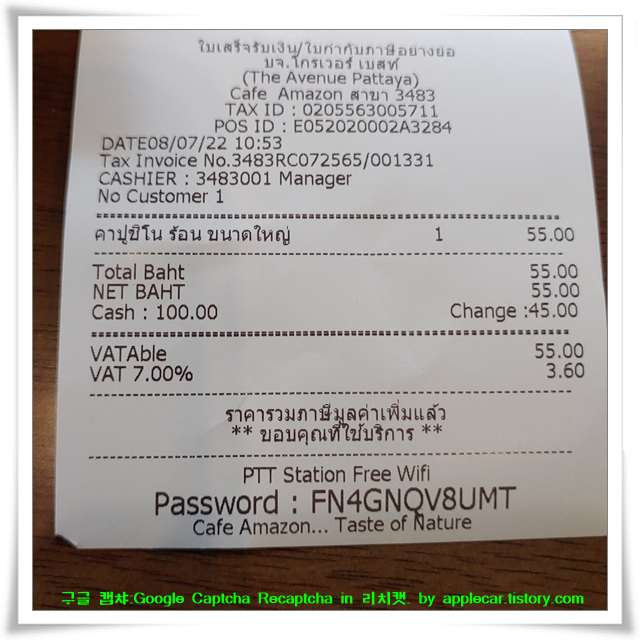 ใบเสร็จรับเงิน/ใบกำกับภาษีอย่างย่อ
บจ.โกรเวอร์ เบสท์
(The Avenue Pattaya)
Cafe Amazon สาขา 3483
TAX ID : 0205563005711
POS ID : E052020002A3284
DATE08/07/22 10:53
Tax Invoice No.3483RC072565/001331
CASHIER : 3483001 Manager
No Customer 1
คาปูชิโน ร้อน ขนาดใหญ่ 1 55.00
Total Baht 55.00
NET BAHT 55.00
Cash : 100.00 Change :45.00
VATAble 55.00
VAT 7.00% 3.60
ราคารวมภาษีมูลค่าเพิ่มแล้ว
** ขอบคุณที่ใช้บริการ **
PTT Station Free Wifi
Password : FN4GNQV8UMT
Cafe Amazon... Taste of Nature
구글 캡챠:Google Captcha Recaptcha in 리치캣. by applecar.tistory.com